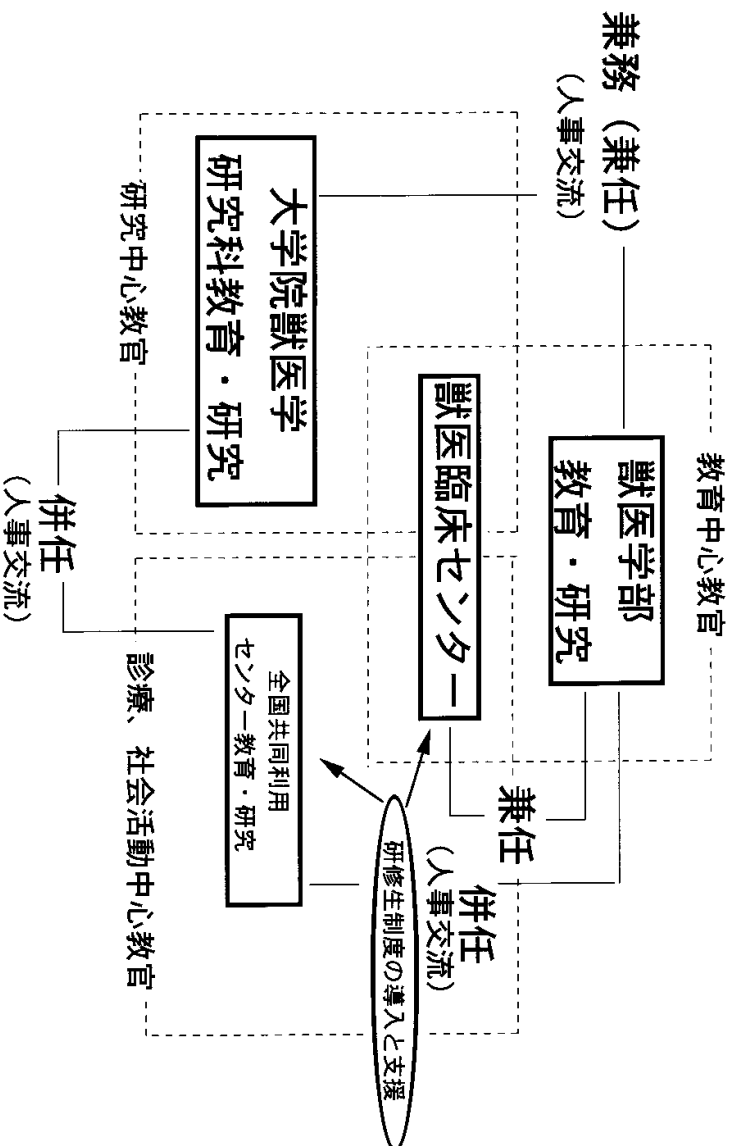 教育中心教官
獣医学部
教育・研究
兼務（兼任）
（人事交流）
獣医臨床センター
兼任
併任
（人事交流）
研修生制度の導入と支援
大学院獣医学
研究科教育・研究
研究中心教官
全国共同利用
センター教育・研究
併任
（人事交流）
診療、社会活動中心教官